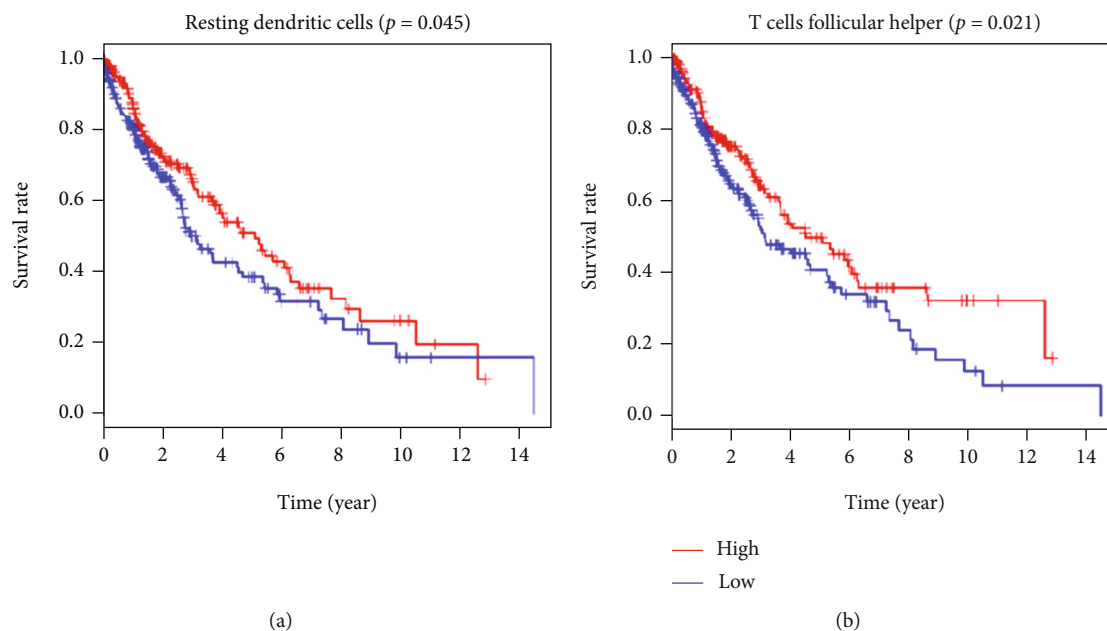 Resting dendritic cells (p = 0.045)
1.0
0.8
0.6
0.4
0.2
0.0
Survival rate
0 2 4 6 8 10 12 14
Time (year)
(a)
T cells follicular helper (p = 0.021)
1.0
0.8
0.6
0.4
0.2
0.0
Survival rate
0 2 4 6 8 10 12 14
Time (year)
High
Low
(b)